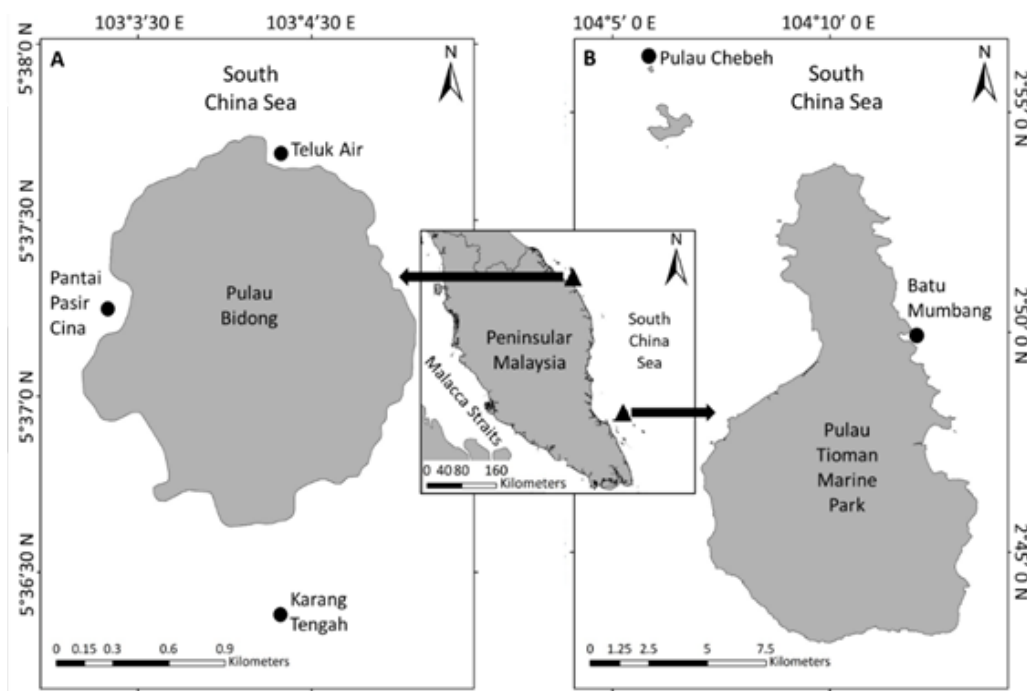 103°3'30 E
103°4'30 E
104°5'0 E
104°10'0 E
5°38'0 N
5°37'30 N
5°37'0 N
5°36'30 N
A
South
China Sea
N
Teluk Air
Pantai
Pasir
Cina
Pulau
Bidong
Karang
Tengah
0 0.15 0.3 0.6 0.9
Kilometers
N
Peninsular
Malaysia
South
China
Sea
Malacca Straits
0 40 80 160
Kilometers
B
Pulau Chebeh
South
China Sea
N
Batu
Mumbang
Pulau
Tioman
Marine
Park
0 1.25 2.5 5 7.5
Kilometers
2°55'0 N
2°50'0 N
2°45'0 N